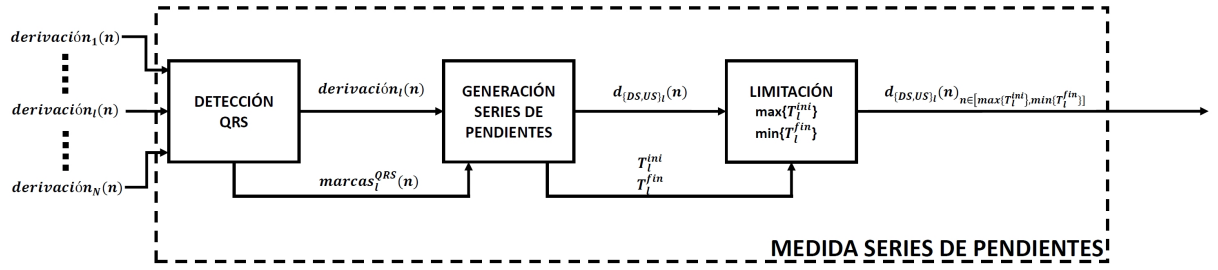 derivación₁(n)
derivaciónₗ(n)
derivación_N(n)
DETECCIÓN
QRS
derivaciónₗ(n)
marcasₗ^QRS(n)
GENERACIÓN
SERIES DE
PENDIENTES
d_{DS,US}ₗ(n)
Tₗ^ini
Tₗ^fin
LIMITACIÓN
max{Tₗ^ini}
min{Tₗ^fin}
d_{DS,US}ₗ(n)_n∈[max{Tₗ^ini},min{Tₗ^fin}]
MEDIDA SERIES DE PENDIENTES